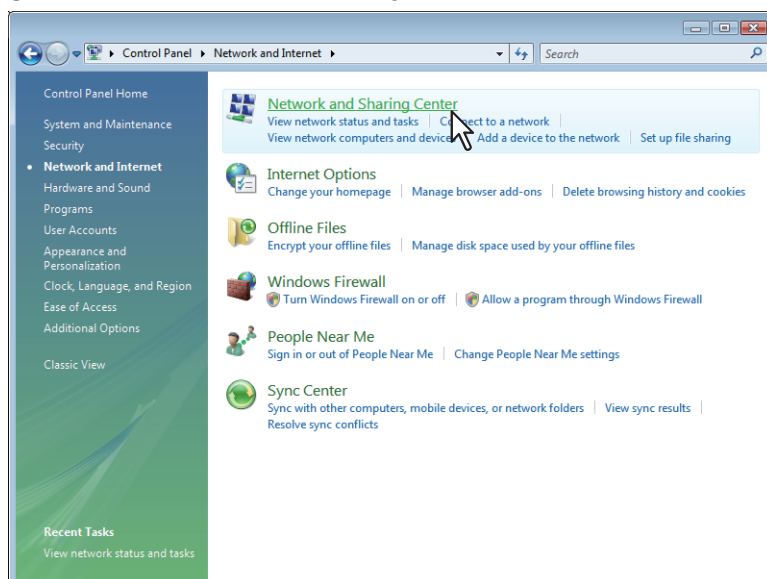 Control Panel Network and Internet Search
Control Panel Home
System and Maintenance
Security
Network and Internet
Hardware and Sound
Programs
User Accounts
Appearance and
Personalization
Clock, Language, and Region
Ease of Access
Additional Options
Classic View
Recent Tasks
View network status and tasks
Network and Sharing Center
View network status and tasks Connect to a network
View network computers and devices Add a device to the network Set up file sharing
Internet Options
Change your homepage Manage browser add-ons Delete browsing history and cookies
Offline Files
Encrypt your offline files Manage disk space used by your offline files
Windows Firewall
Turn Windows Firewall on or off Allow a program through Windows Firewall
People Near Me
Sign in or out of People Near Me Change People Near Me settings
Sync Center
Sync with other computers, mobile devices, or network folders View sync results
Resolve sync conflicts